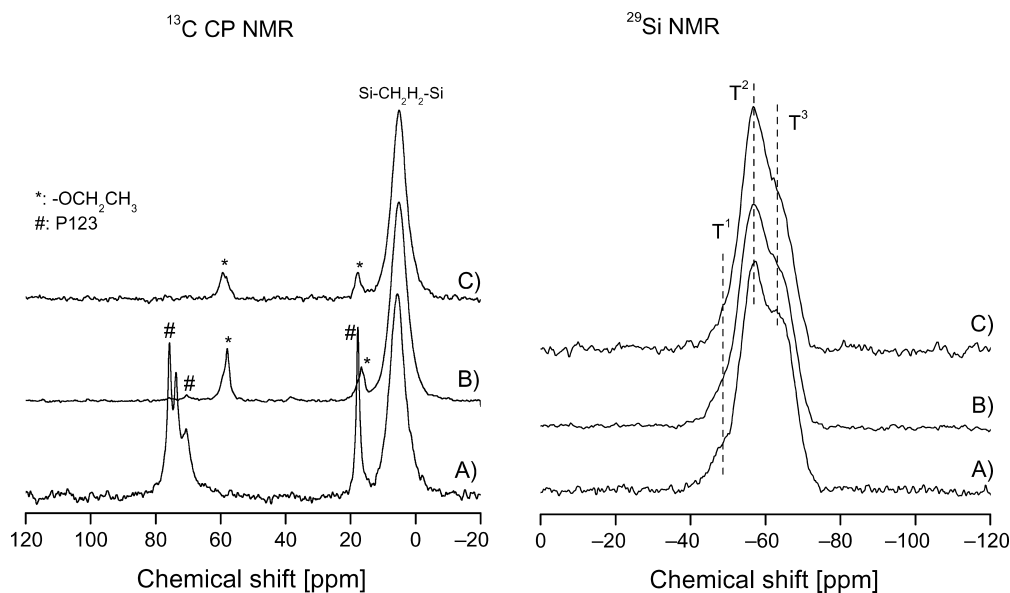 ¹³C CP NMR
Si-CH₂H₂-Si
*: -OCH₂CH₃
#: P123
* * C)
# # * # * B)
A)
120 100 80 60 40 20 0 –20
Chemical shift [ppm]
²⁹Si NMR
T²
T³
T¹
C)
B)
A)
0 –20 –40 –60 –80 –100 –120
Chemical shift [ppm]